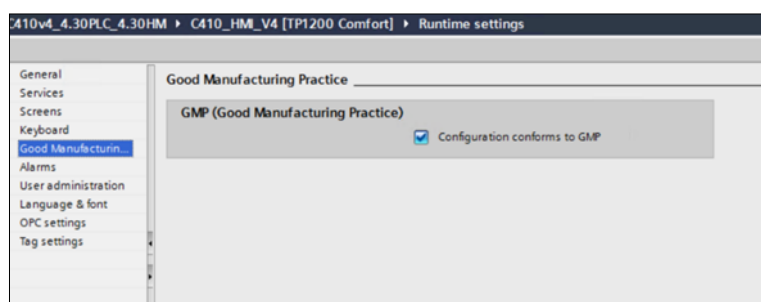 C410v4_4.30PLC_4.30HM ▸ C410_HMI_V4 [TP1200 Comfort] ▸ Runtime settings
General
Services
Screens
Keyboard
Good Manufacturin...
Alarms
User administration
Language & font
OPC settings
Tag settings
Good Manufacturing Practice
GMP (Good Manufacturing Practice)
Configuration conforms to GMP